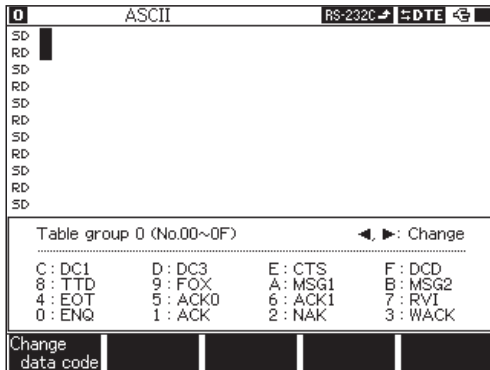 0 ASCII RS-232C DTE
SD
RD
SD
RD
SD
RD
SD
RD
SD
RD
SD
Table group 0 (No.00~0F) ◄, ►: Change
C : DC1 D : DC3 E : CTS F : DCD
8 : TTD 9 : FOX A : MSG1 B : MSG2
4 : EOT 5 : ACK0 6 : ACK1 7 : RVI
0 : ENQ 1 : ACK 2 : NAK 3 : WACK
Change
data code